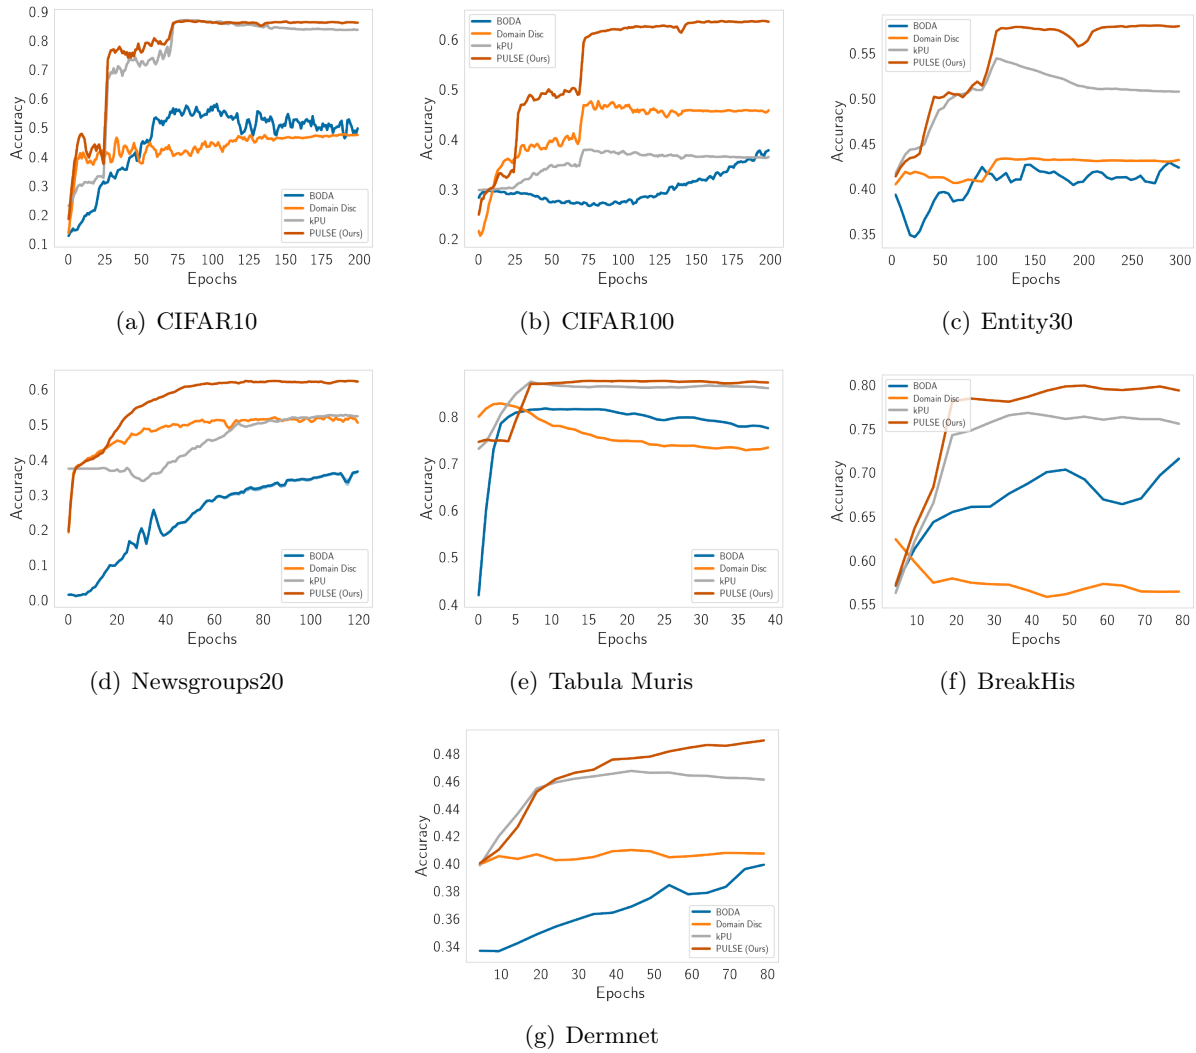 0.9
0.8
0.7
0.6
0.5
0.4
0.3
0.2
0.1
Accuracy
BODA
Domain Disc
kPU
PULSE (Ours)
0 25 50 75 100 125 150 175 200
Epochs
(a) CIFAR10
0.6
0.5
0.4
0.3
0.2
Accuracy
BODA
Domain Disc
kPU
PULSE (Ours)
0 25 50 75 100 125 150 175 200
Epochs
(b) CIFAR100
0.55
0.50
0.45
0.40
0.35
Accuracy
BODA
Domain Disc
kPU
PULSE (Ours)
0 50 100 150 200 250 300
Epochs
(c) Entity30
0.6
0.5
0.4
0.3
0.2
0.1
0.0
Accuracy
BODA
Domain Disc
kPU
PULSE (Ours)
0 20 40 60 80 100 120
Epochs
(d) Newsgroups20
0.8
0.7
0.6
0.5
0.4
Accuracy
BODA
Domain Disc
kPU
PULSE (Ours)
0 5 10 15 20 25 30 35 40
Epochs
(e) Tabula Muris
0.80
0.75
0.70
0.65
0.60
0.55
Accuracy
BODA
Domain Disc
kPU
PULSE (Ours)
10 20 30 40 50 60 70 80
Epochs
(f) BreakHis
0.48
0.46
0.44
0.42
0.40
0.38
0.36
0.34
Accuracy
BODA
Domain Disc
kPU
PULSE (Ours)
10 20 30 40 50 60 70 80
Epochs
(g) Dermnet